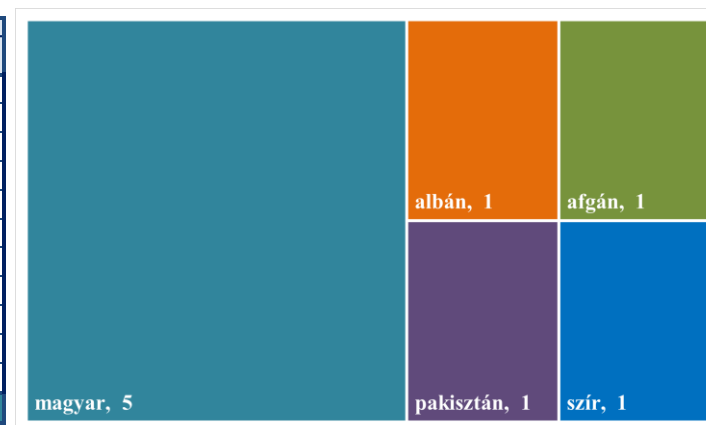 albán,  1
afgán,  1
magyar,  5
pakisztán,  1
szír,  1